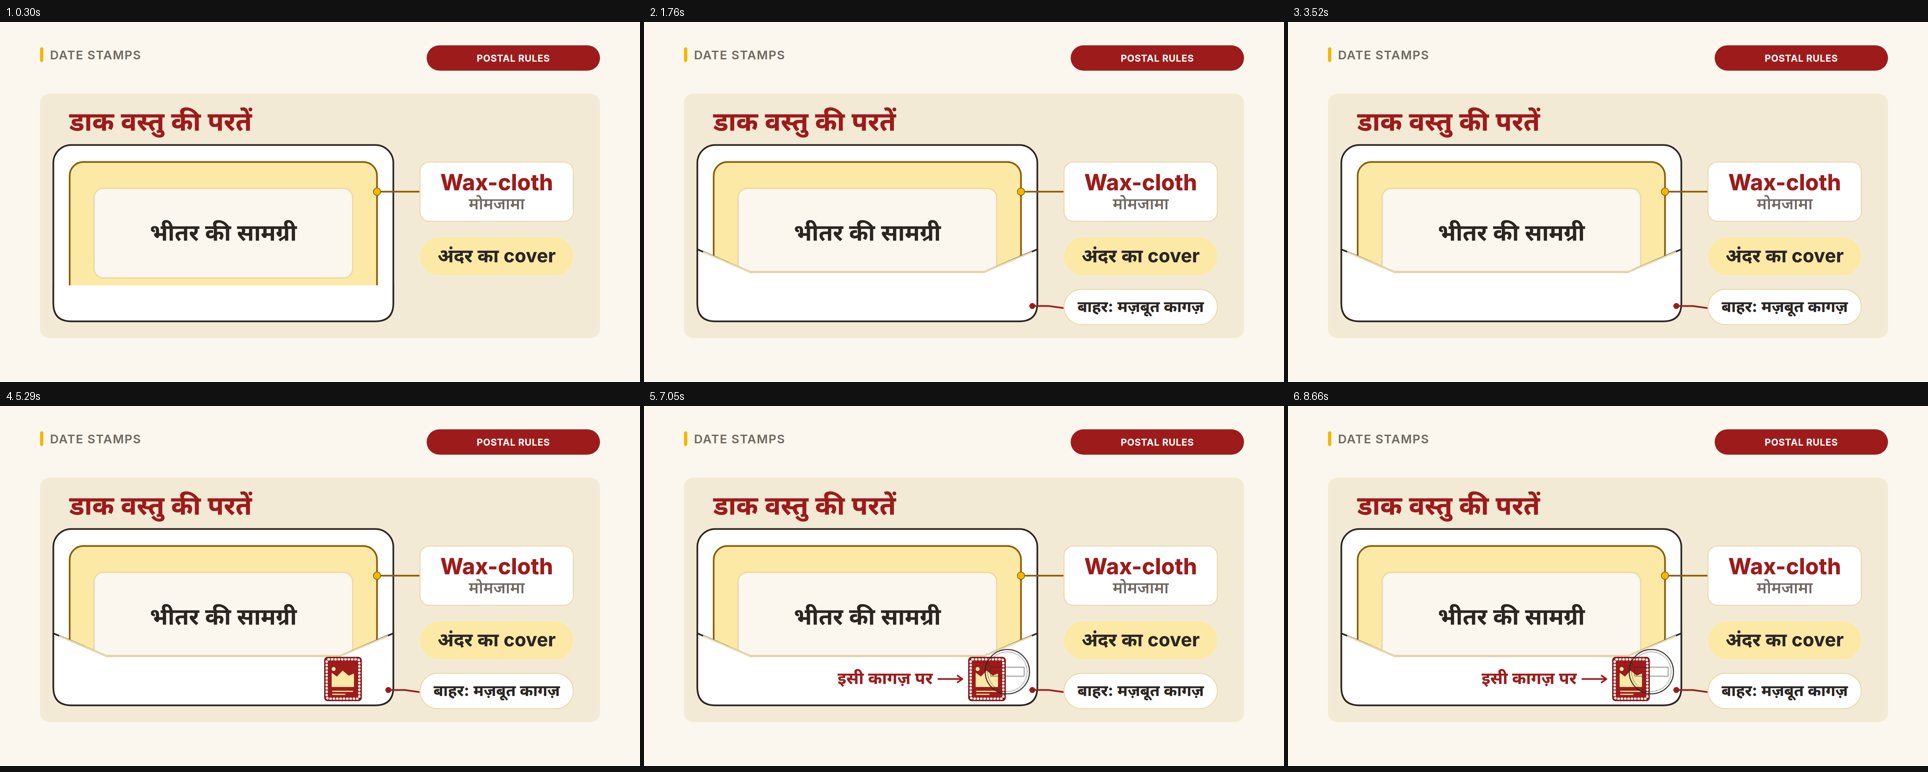 1. 0.30s
DATE STAMPS
POSTAL RULES
डाक वस्तु की परतें
भीतर की सामग्री
Wax-cloth
मोमजामा
अंदर का cover
2. 1.76s
DATE STAMPS
POSTAL RULES
डाक वस्तु की परतें
भीतर की सामग्री
Wax-cloth
मोमजामा
अंदर का cover
बाहर: मज़बूत कागज़
3. 3.52s
DATE STAMPS
POSTAL RULES
डाक वस्तु की परतें
भीतर की सामग्री
Wax-cloth
मोमजामा
अंदर का cover
बाहर: मज़बूत कागज़
4. 5.29s
DATE STAMPS
POSTAL RULES
डाक वस्तु की परतें
भीतर की सामग्री
Wax-cloth
मोमजामा
अंदर का cover
बाहर: मज़बूत कागज़
5. 7.05s
DATE STAMPS
POSTAL RULES
डाक वस्तु की परतें
भीतर की सामग्री
Wax-cloth
मोमजामा
अंदर का cover
इसी कागज़ पर
बाहर: मज़बूत कागज़
6. 8.66s
DATE STAMPS
POSTAL RULES
डाक वस्तु की परतें
भीतर की सामग्री
Wax-cloth
मोमजामा
अंदर का cover
इसी कागज़ पर
बाहर: मज़बूत कागज़